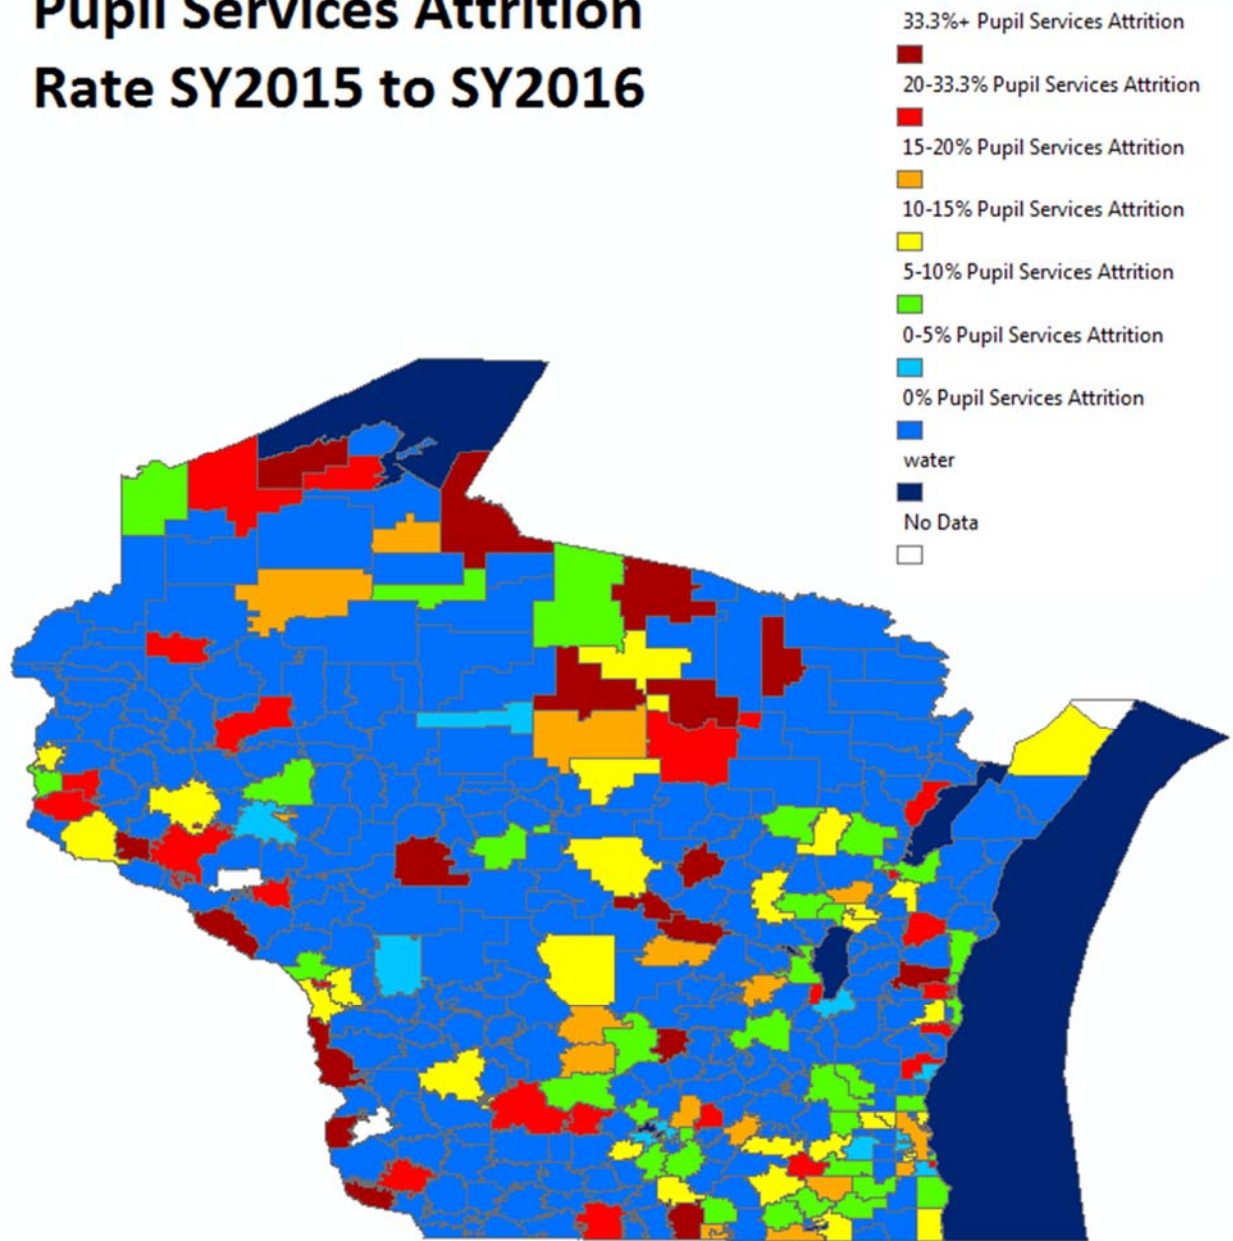 Pupil Services Attrition
Rate SY2015 to SY2016
33.3%+ Pupil Services Attrition
20-33.3% Pupil Services Attrition
15-20% Pupil Services Attrition
10-15% Pupil Services Attrition
5-10% Pupil Services Attrition
0-5% Pupil Services Attrition
0% Pupil Services Attrition
water
No Data